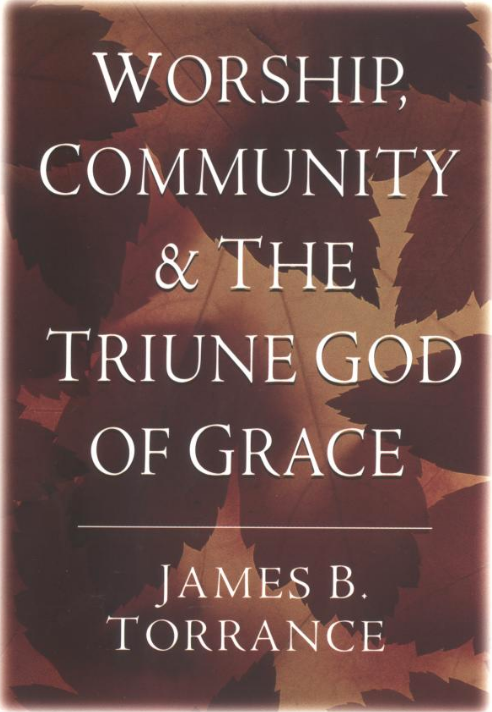 WORSHIP,
COMMUNITY
& THE
TRIUNE GOD
OF GRACE
JAMES B.
TORRANCE